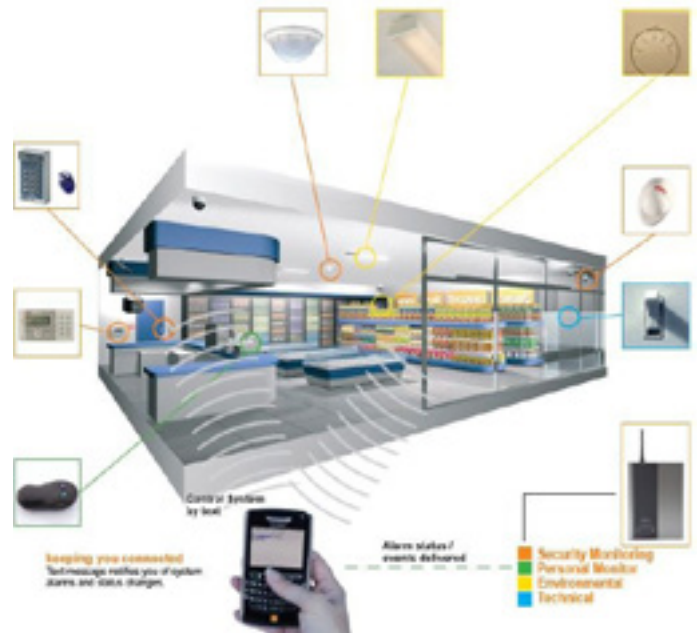 Control System
by text
Alarm status /
events delivered
keeping you connected
Text message notifies you of system
alarms and status changes.
Security Monitoring
Personal Monitor
Environmental
Technical